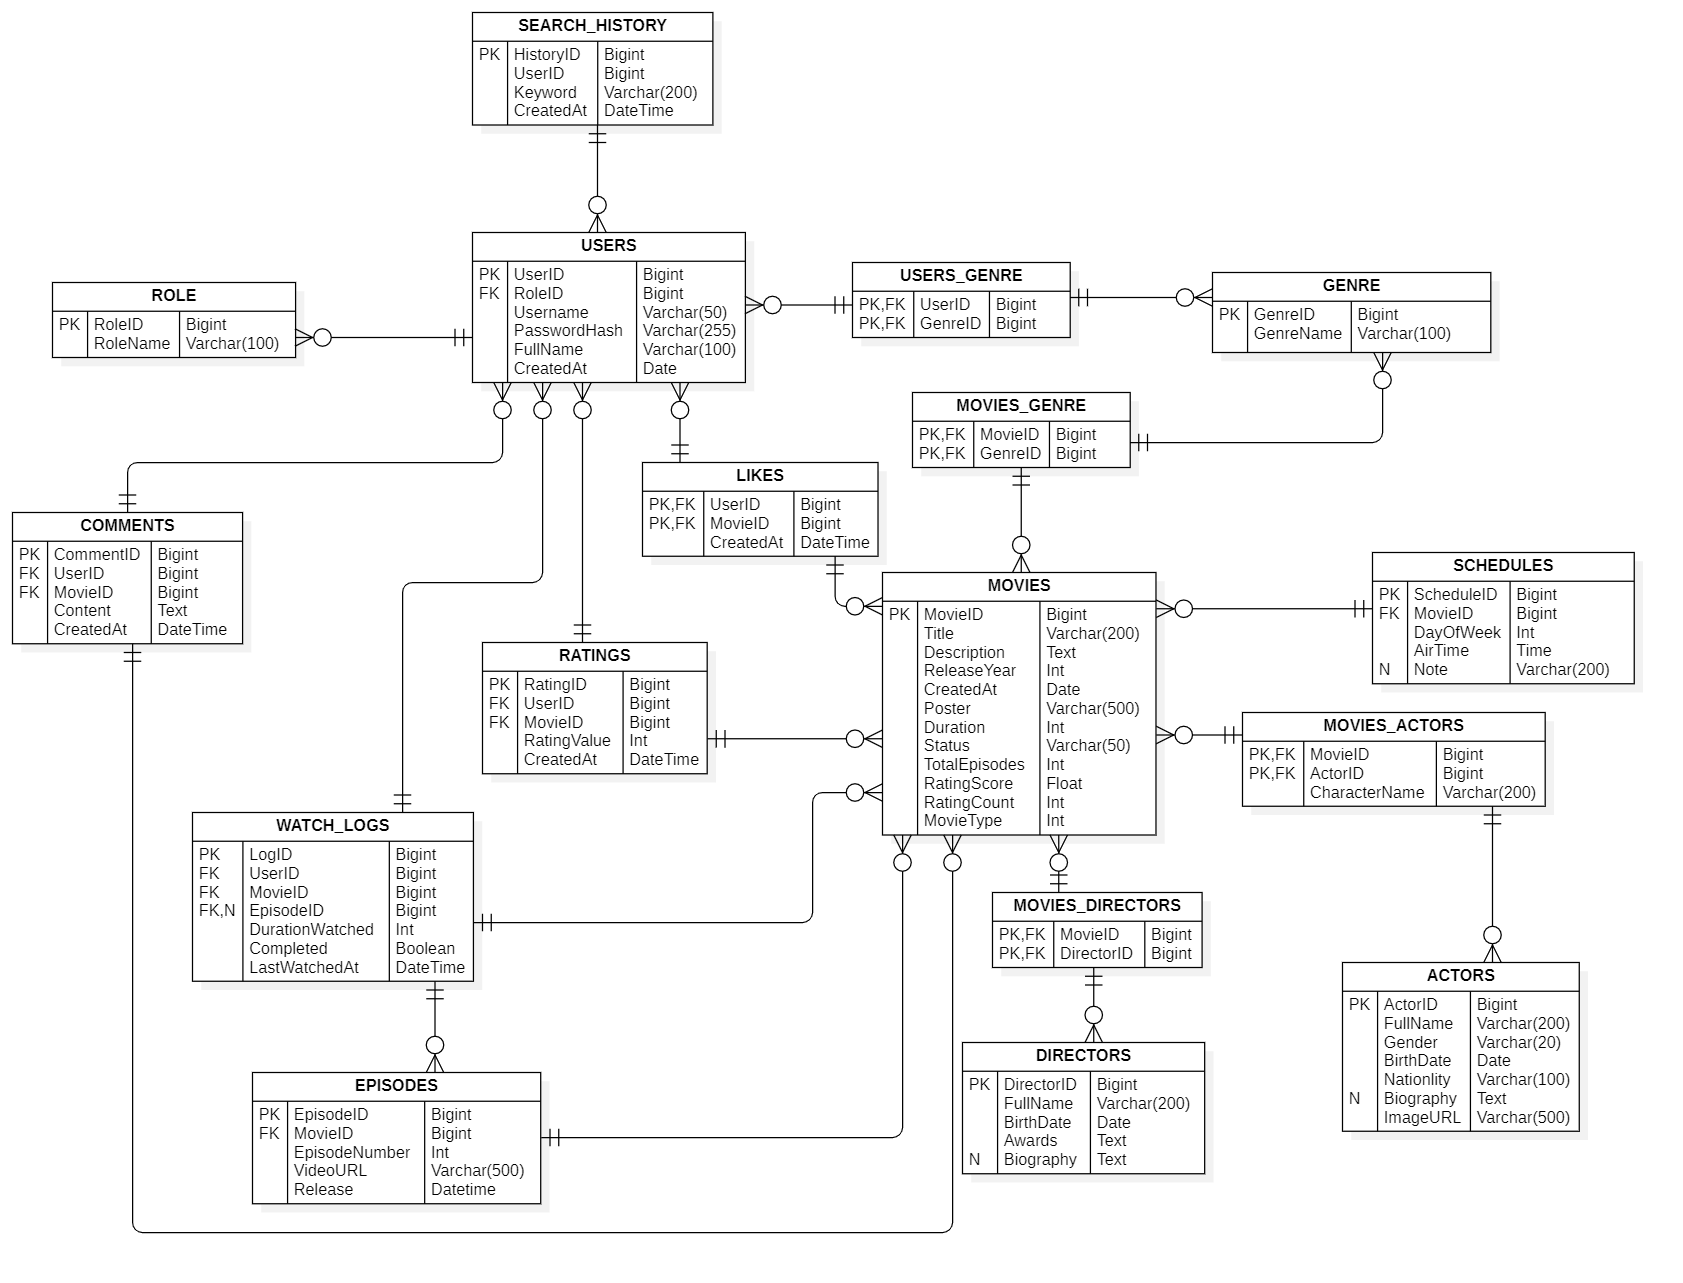 SEARCH_HISTORY
PK HistoryID Bigint
UserID Bigint
Keyword Varchar(200)
CreatedAt DateTime
USERS
PK UserID Bigint
FK RoleID Bigint
Username Varchar(50)
PasswordHash Varchar(255)
FullName Varchar(100)
CreatedAt Date
ROLE
PK RoleID Bigint
RoleName Varchar(100)
USERS_GENRE
PK,FK UserID Bigint
PK,FK GenreID Bigint
GENRE
PK GenreID Bigint
GenreName Varchar(100)
MOVIES_GENRE
PK,FK MovieID Bigint
PK,FK GenreID Bigint
LIKES
PK,FK UserID Bigint
PK,FK MovieID Bigint
CreatedAt DateTime
COMMENTS
PK CommentID Bigint
FK UserID Bigint
FK MovieID Bigint
Content Text
CreatedAt DateTime
MOVIES
PK MovieID Bigint
Title Varchar(200)
Description Text
ReleaseYear Int
CreatedAt Date
Poster Varchar(500)
Duration Int
Status Varchar(50)
TotalEpisodes Int
RatingScore Float
RatingCount Int
MovieType Int
SCHEDULES
PK ScheduleID Bigint
FK MovieID Bigint
DayOfWeek Int
AirTime Time
N Note Varchar(200)
RATINGS
PK RatingID Bigint
FK UserID Bigint
FK MovieID Bigint
RatingValue Int
CreatedAt DateTime
MOVIES_ACTORS
PK,FK MovieID Bigint
PK,FK ActorID Bigint
CharacterName Varchar(200)
WATCH_LOGS
PK LogID Bigint
FK UserID Bigint
FK MovieID Bigint
FK,N EpisodeID Bigint
DurationWatched Int
Completed Boolean
LastWatchedAt DateTime
MOVIES_DIRECTORS
PK,FK MovieID Bigint
PK,FK DirectorID Bigint
ACTORS
PK ActorID Bigint
FullName Varchar(200)
Gender Varchar(20)
BirthDate Date
Nationlity Varchar(100)
N Biography Text
ImageURL Varchar(500)
DIRECTORS
PK DirectorID Bigint
FullName Varchar(200)
BirthDate Date
Awards Text
N Biography Text
EPISODES
PK EpisodeID Bigint
FK MovieID Bigint
EpisodeNumber Int
VideoURL Varchar(500)
Release Datetime